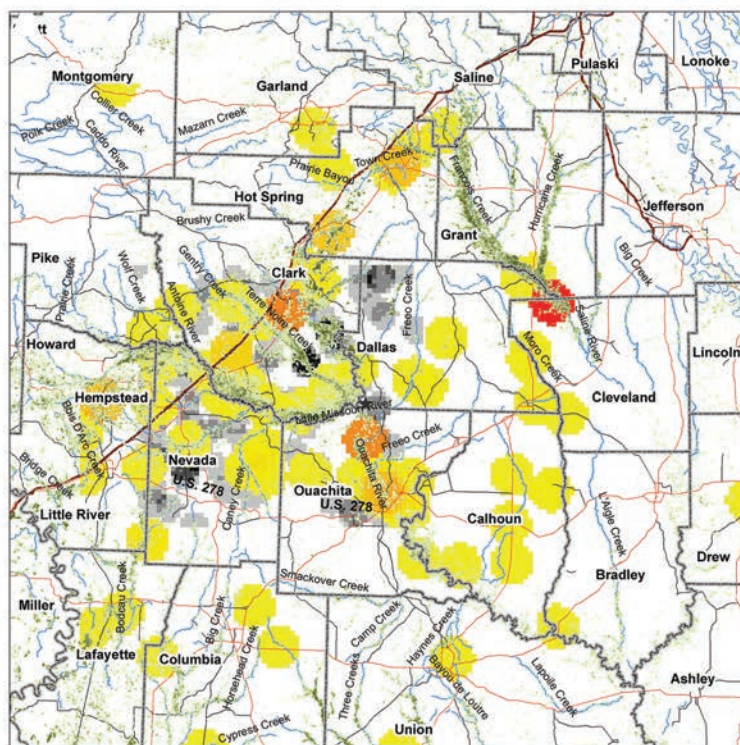 tt
Montgomery
Garland
Saline
Pulaski
Lonoke
Collier Creek
Polk Creek
Caddo River
Mazarn Creek
Prairie Bayou
Town Creek
Francois Creek
Hurricane Creek
Hot Spring
Jefferson
Brushy Creek
Grant
Big Creek
Pike
Wolf Creek
Prairie Creek
Gentry Creek
Clark
Antoine River
Terre Noire Creek
Freeo Creek
Saline River
Howard
Dallas
Moro Creek
Lincoln
Hempstead
Cleveland
Bois D'Arc Creek
Little Missouri River
Freeo Creek
Bridge Creek
Nevada
U.S. 278
Caney Creek
Ouachita River
Ouachita
U.S. 278
Little River
Calhoun
L'Aigle Creek
Drew
Bradley
Smackover Creek
Miller
Bodcau Creek
Big Creek
Camp Creek
Haynes Creek
Lafayette
Columbia
Horsehead Creek
Three Creeks
Bayou de Loutre
Lapoile Creek
Ashley
Cypress Creek
Union